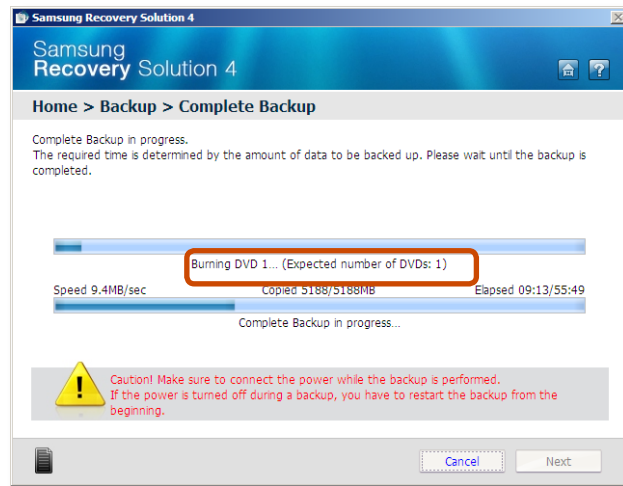 Samsung Recovery Solution 4
Samsung
Recovery Solution 4
Home > Backup > Complete Backup
Complete Backup in progress.
The required time is determined by the amount of data to be backed up. Please wait until the backup is
completed.
Burning DVD 1... (Expected number of DVDs: 1)
Speed 9.4MB/sec Copied 5188/5188MB Elapsed 09:13/55:49
Complete Backup in progress...
Caution! Make sure to connect the power while the backup is performed.
If the power is turned off during a backup, you have to restart the backup from the
beginning.
Cancel Next